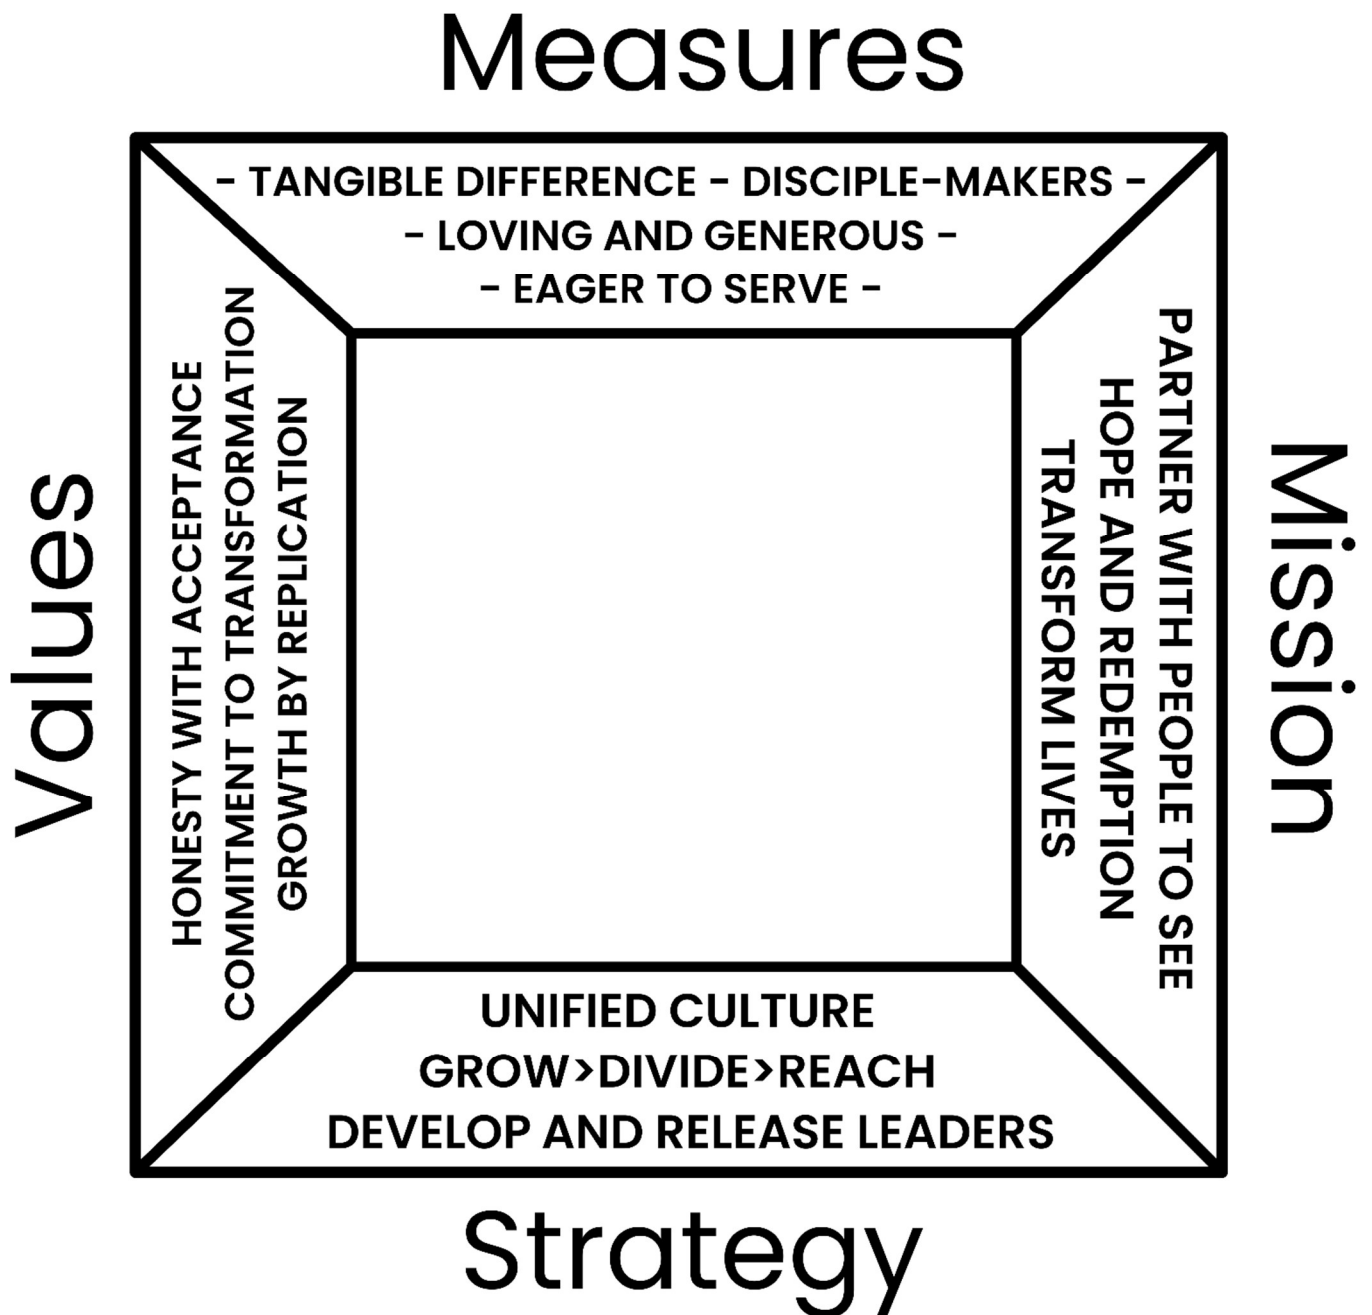 Measures
- TANGIBLE DIFFERENCE - DISCIPLE-MAKERS -
- LOVING AND GENEROUS -
- EAGER TO SERVE -
Values
HONESTY WITH ACCEPTANCE
COMMITMENT TO TRANSFORMATION
GROWTH BY REPLICATION
Mission
PARTNER WITH PEOPLE TO SEE
HOPE AND REDEMPTION
TRANSFORM LIVES
UNIFIED CULTURE
GROW>DIVIDE>REACH
DEVELOP AND RELEASE LEADERS
Strategy